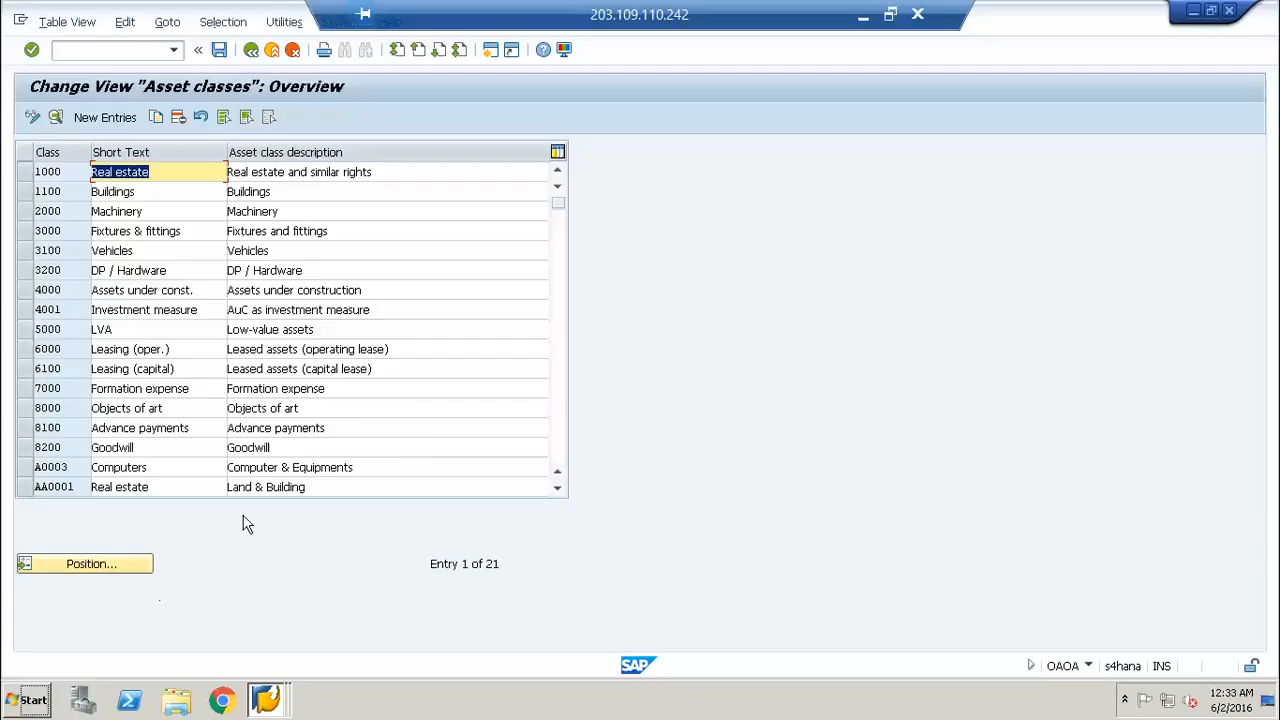 203.109.110.242
Table View Edit Goto Selection Utilities
Change View "Asset classes": Overview
New Entries
Class Short Text Asset class description
1000 Real estate Real estate and similar rights
1100 Buildings Buildings
2000 Machinery Machinery
3000 Fixtures & fittings Fixtures and fittings
3100 Vehicles Vehicles
3200 DP / Hardware DP / Hardware
4000 Assets under const. Assets under construction
4001 Investment measure AuC as investment measure
5000 LVA Low-value assets
6000 Leasing (oper.) Leased assets (operating lease)
6100 Leasing (capital) Leased assets (capital lease)
7000 Formation expense Formation expense
8000 Objects of art Objects of art
8100 Advance payments Advance payments
8200 Goodwill Goodwill
A0003 Computers Computer & Equipments
AA0001 Real estate Land & Building
Position... Entry 1 of 21
SAP OAOA s4hana INS
Start 12:33 AM
6/2/2016